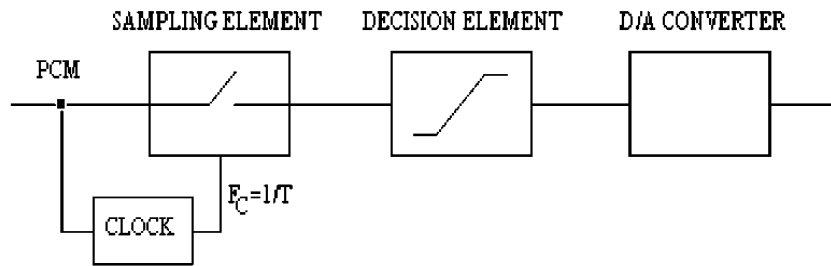 SAMPLING ELEMENT
DECISION ELEMENT
D/A CONVERTER
PCM
F_C=1/T
CLOCK